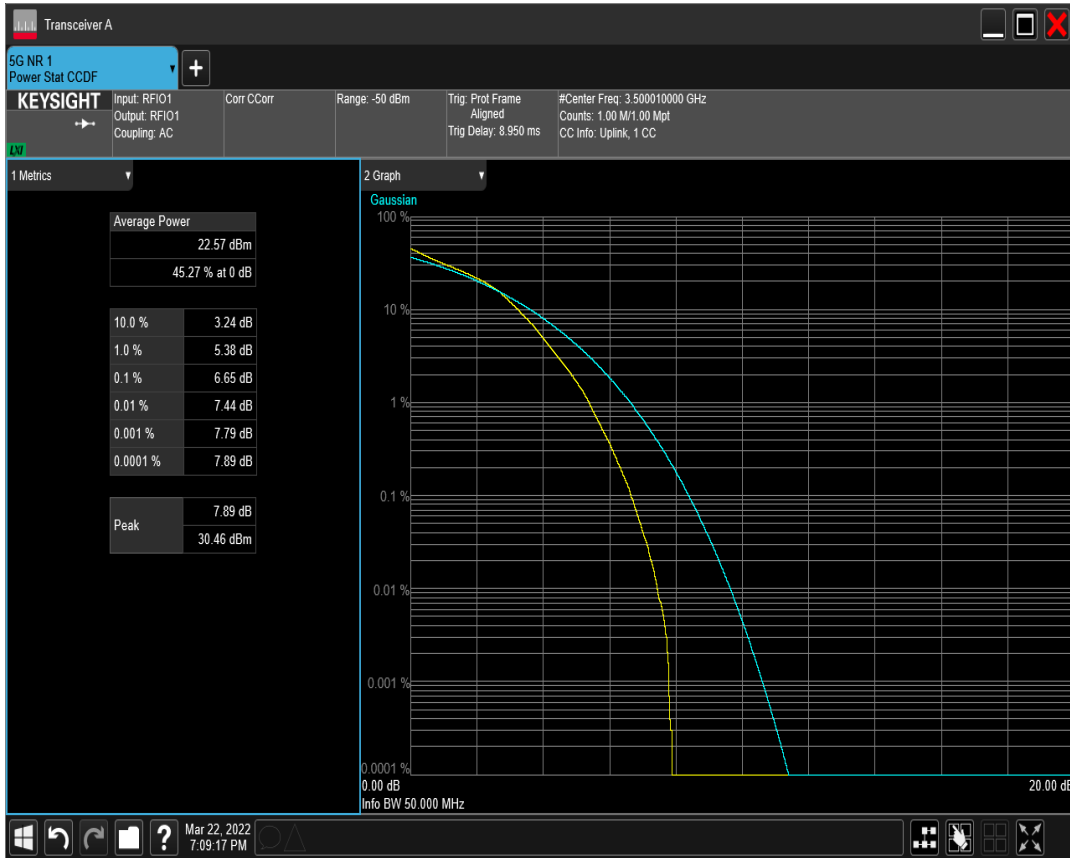 Transceiver A
5G NR 1
Power Stat CCDF
KEYSIGHT
LXI
Input: RFIO1
Output: RFIO1
Coupling: AC
Corr CCorr
Range: -50 dBm
Trig: Prot Frame
Aligned
Trig Delay: 8.950 ms
#Center Freq: 3.500010000 GHz
Counts: 1.00 M/1.00 Mpt
CC Info: Uplink, 1 CC
1 Metrics
Average Power
22.57 dBm
45.27 % at 0 dB
10.0 % 3.24 dB
1.0 % 5.38 dB
0.1 % 6.65 dB
0.01 % 7.44 dB
0.001 % 7.79 dB
0.0001 % 7.89 dB
Peak
7.89 dB
30.46 dBm
2 Graph
Gaussian
100 %
10 %
1 %
0.1 %
0.01 %
0.001 %
0.0001 %
0.00 dB
20.00 dB
Info BW 50.000 MHz
?
Mar 22, 2022
7:09:17 PM